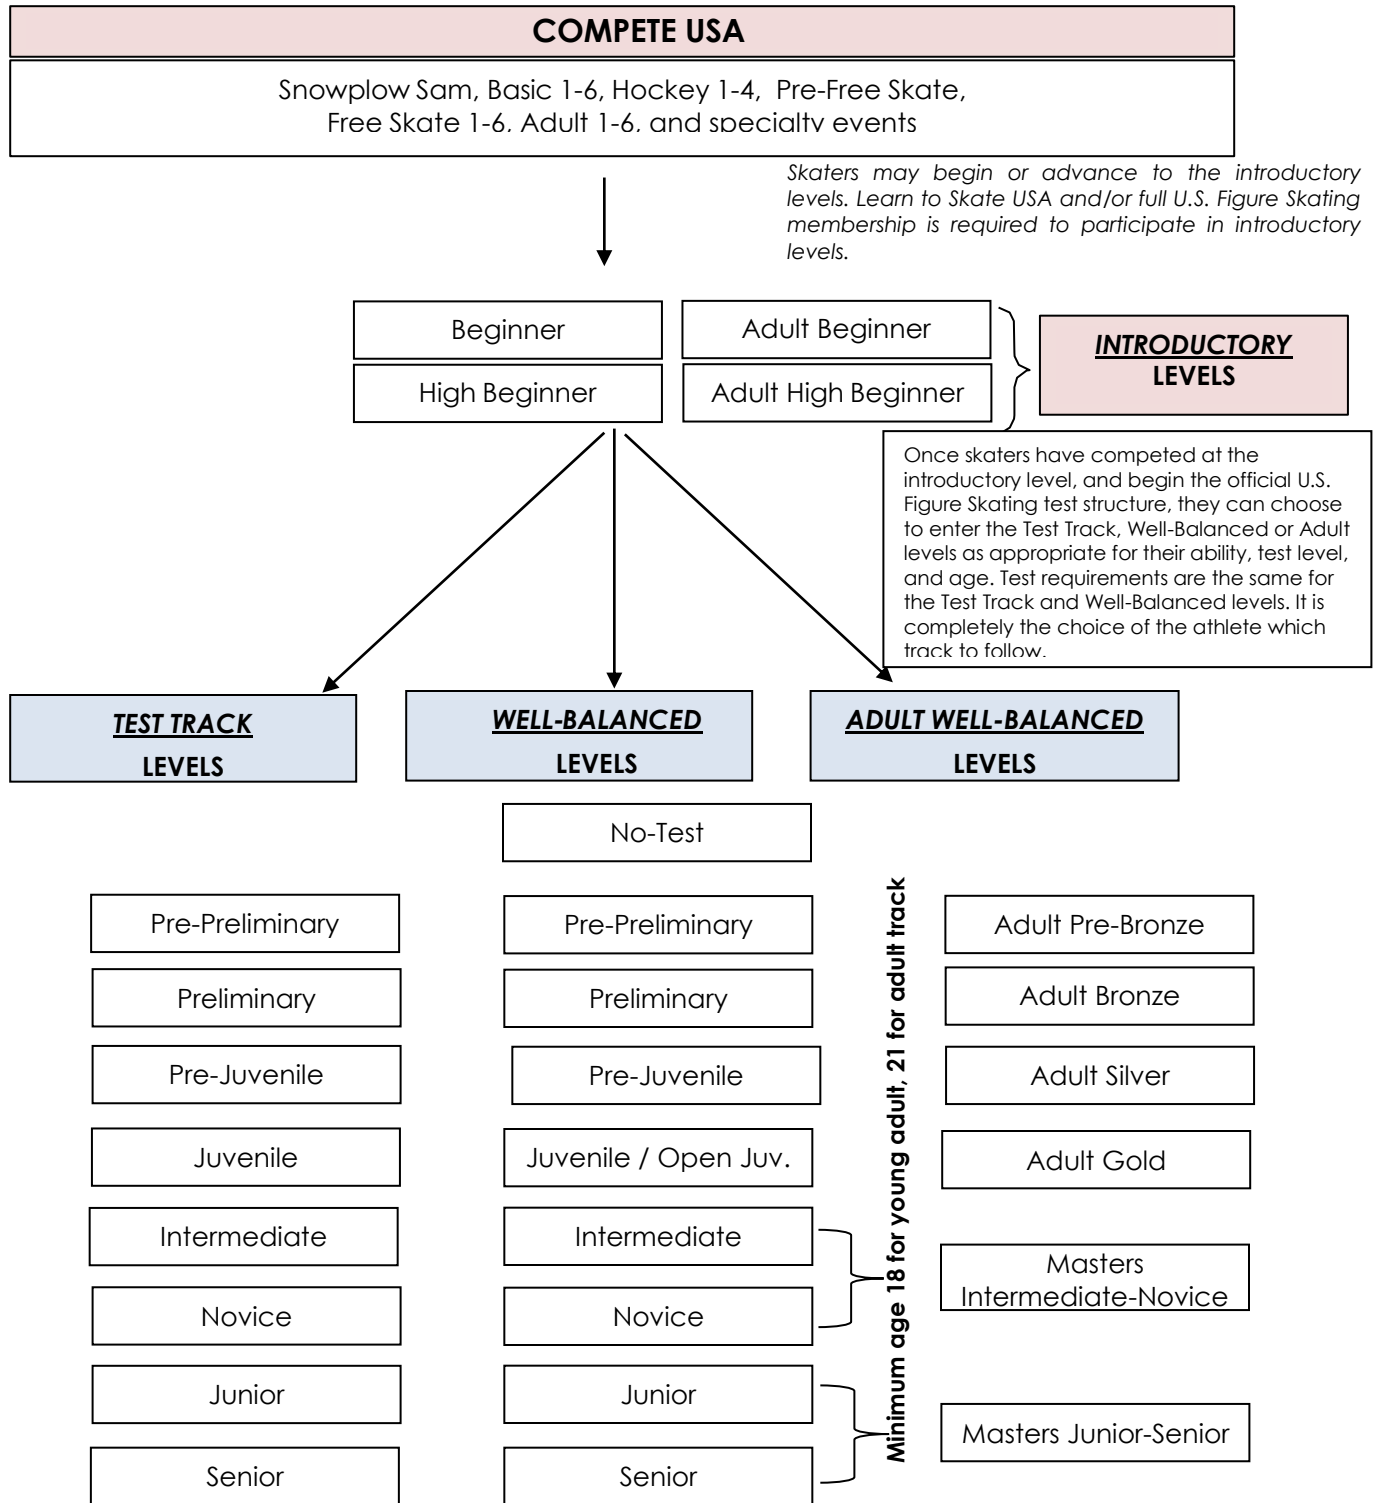 COMPETE USA
Snowplow Sam, Basic 1-6, Hockey 1-4, Pre-Free Skate,
Free Skate 1-6, Adult 1-6, and specialty events
Skaters may begin or advance to the introductory
levels. Learn to Skate USA and/or full U.S. Figure Skating
membership is required to participate in introductory
levels.
Beginner
Adult Beginner
High Beginner
Adult High Beginner
INTRODUCTORY
LEVELS
Once skaters have competed at the
introductory level, and begin the official U.S.
Figure Skating test structure, they can choose
to enter the Test Track, Well-Balanced or Adult
levels as appropriate for their ability, test level,
and age. Test requirements are the same for
the Test Track and Well-Balanced levels. It is
completely the choice of the athlete which
track to follow.
TEST TRACK
LEVELS
WELL-BALANCED
LEVELS
ADULT WELL-BALANCED
LEVELS
No-Test
Pre-Preliminary
Pre-Preliminary
Adult Pre-Bronze
Preliminary
Preliminary
Adult Bronze
Pre-Juvenile
Pre-Juvenile
Adult Silver
Juvenile
Juvenile / Open Juv.
Adult Gold
Intermediate
Intermediate
Masters
Intermediate-Novice
Novice
Novice
Junior
Junior
Masters Junior-Senior
Senior
Senior
Minimum age 18 for young adult, 21 for adult track